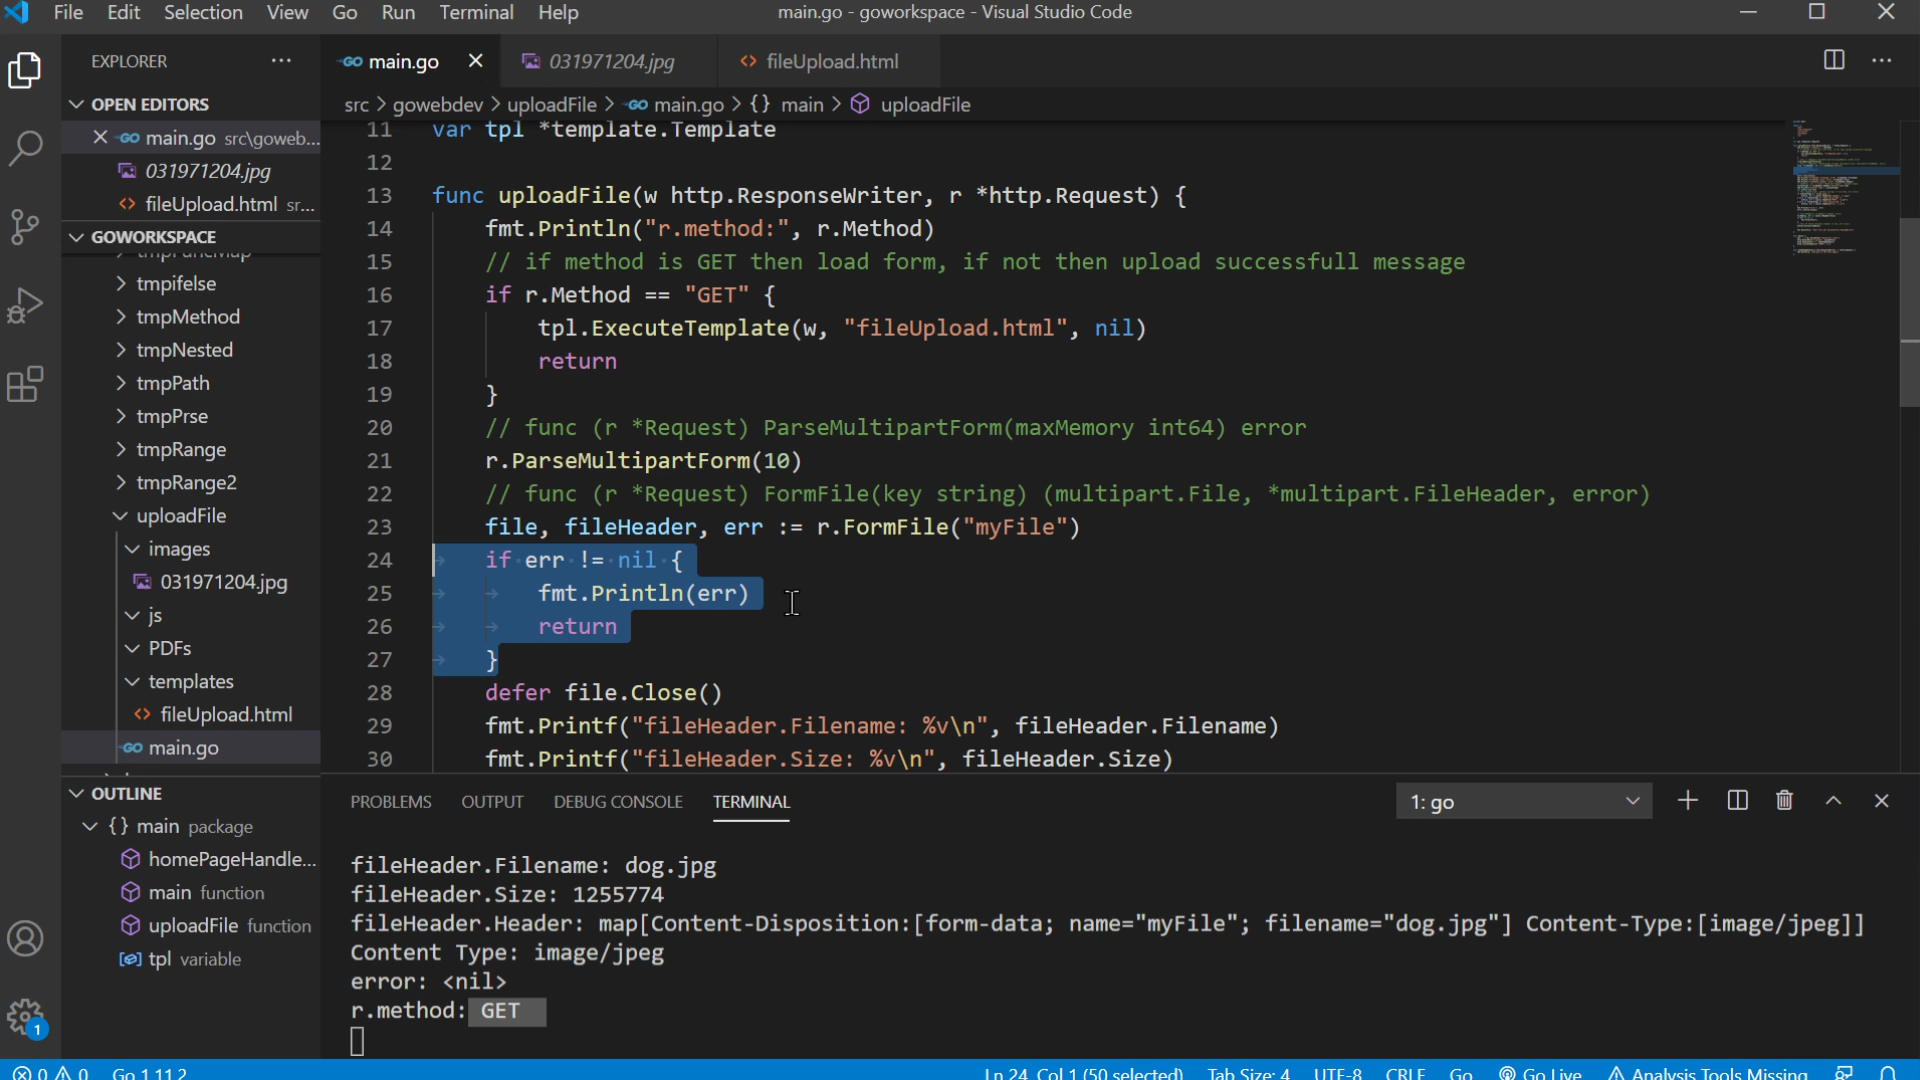 File Edit Selection View Go Run Terminal Help main.go - goworkspace - Visual Studio Code
EXPLORER ···
main.go 031971204.jpg fileUpload.html
OPEN EDITORS
main.go src\goweb...
031971204.jpg
fileUpload.html sr...
GOWORKSPACE
tmpFuncMap
tmpifelse
tmpMethod
tmpNested
tmpPath
tmpPrse
tmpRange
tmpRange2
uploadFile
images
031971204.jpg
js
PDFs
templates
fileUpload.html
main.go
OUTLINE
{} main package
homePageHandle...
main function
uploadFile function
tpl variable
1
src > gowebdev > uploadFile > main.go > {} main > uploadFile
11 var tpl *template.Template
12
13 func uploadFile(w http.ResponseWriter, r *http.Request) {
14 fmt.Println("r.method:", r.Method)
15 // if method is GET then load form, if not then upload successfull message
16 if r.Method == "GET" {
17 tpl.ExecuteTemplate(w, "fileUpload.html", nil)
18 return
19 }
20 // func (r *Request) ParseMultipartForm(maxMemory int64) error
21 r.ParseMultipartForm(10)
22 // func (r *Request) FormFile(key string) (multipart.File, *multipart.FileHeader, error)
23 file, fileHeader, err := r.FormFile("myFile")
24 if err != nil {
25 fmt.Println(err)
26 return
27 }
28 defer file.Close()
29 fmt.Printf("fileHeader.Filename: %v\n", fileHeader.Filename)
30 fmt.Printf("fileHeader.Size: %v\n", fileHeader.Size)
PROBLEMS OUTPUT DEBUG CONSOLE TERMINAL 1: go
fileHeader.Filename: dog.jpg
fileHeader.Size: 1255774
fileHeader.Header: map[Content-Disposition:[form-data; name="myFile"; filename="dog.jpg"] Content-Type:[image/jpeg]]
Content Type: image/jpeg
error: <nil>
r.method: GET
0 0 Go 1.11.2 Ln 24, Col 1 (50 selected) Tab Size: 4 UTF-8 CRLF Go Go Live Analysis Tools Missing